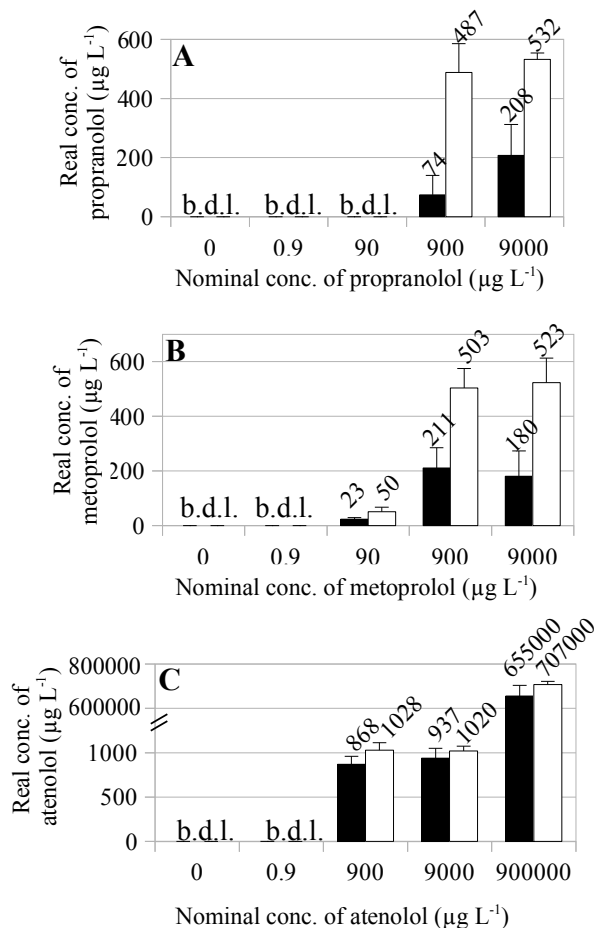 A
Real conc. of
propranolol (µg L-1)
600
400
200
0
b.d.l. b.d.l. b.d.l.
74
487
208
532
0 0.9 90 900 9000
Nominal conc. of propranolol (µg L-1)
B
Real conc. of
metoprolol (µg L-1)
600
400
200
0
b.d.l. b.d.l.
23
50
211
503
180
523
0 0.9 90 900 9000
Nominal conc. of metoprolol (µg L-1)
C
Real conc. of
atenolol (µg L-1)
800000
600000
1000
500
0
b.d.l. b.d.l.
868
1028
937
1020
655000
707000
0 0.9 900 9000 900000
Nominal conc. of atenolol (µg L-1)